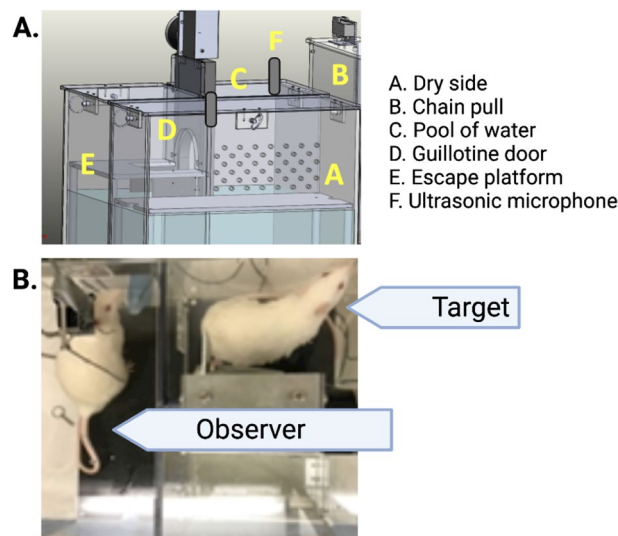 A.
F
C
B
D
E
A
A. Dry side
B. Chain pull
C. Pool of water
D. Guillotine door
E. Escape platform
F. Ultrasonic microphone
B.
Target
Observer